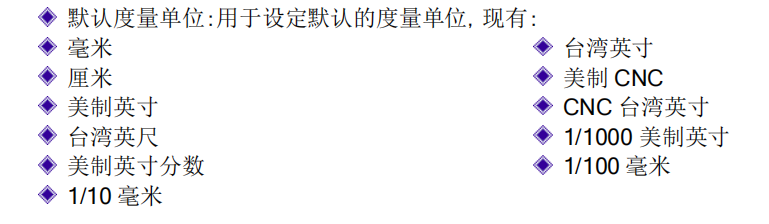 默认度量单位:用于设定默认的度量单位, 现有:
毫米
厘米
美制英寸
台湾英尺
美制英寸分数
1/10 毫米
台湾英寸
美制 CNC
CNC 台湾英寸
1/1000 美制英寸
1/100 毫米